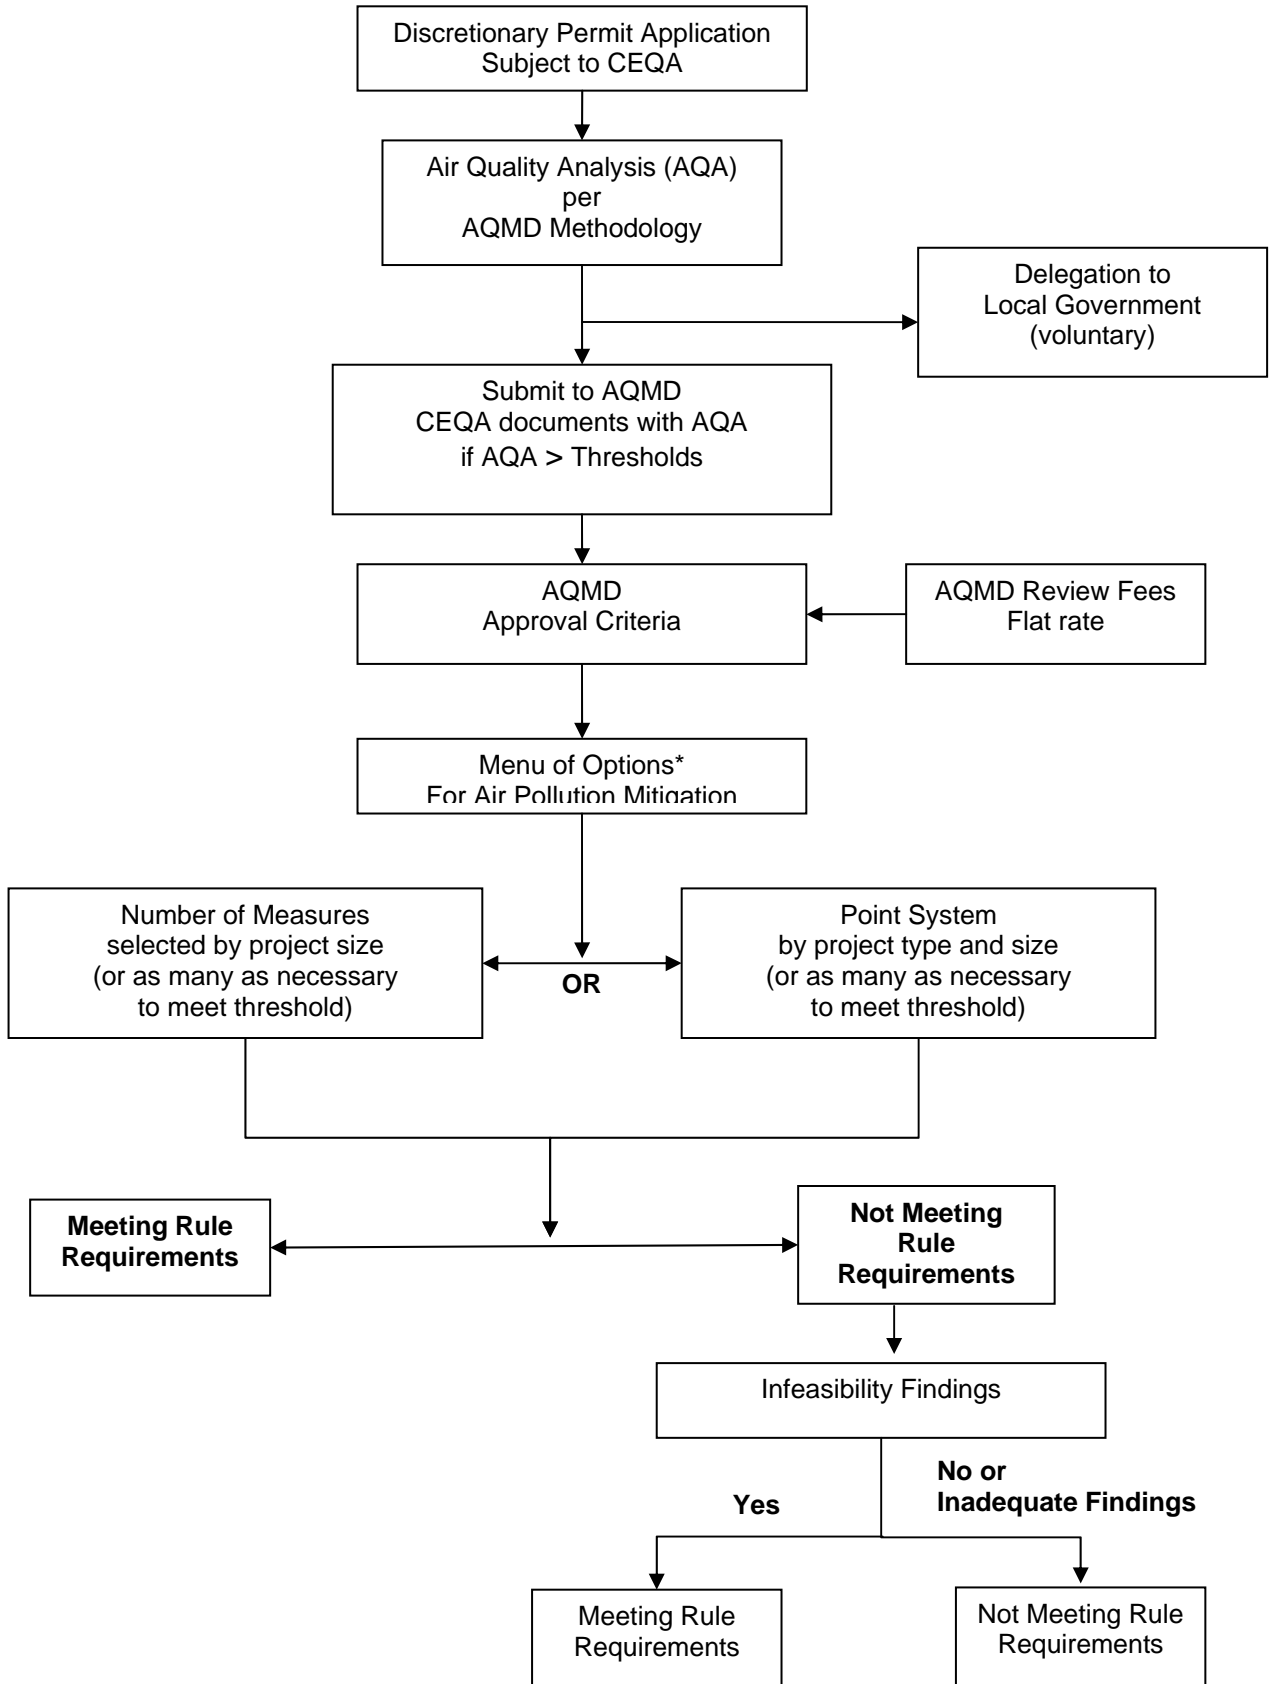 Discretionary Permit Application
Subject to CEQA
Air Quality Analysis (AQA)
per
AQMD Methodology
Delegation to
Local Government
(voluntary)
Submit to AQMD
CEQA documents with AQA
if AQA > Thresholds
AQMD
Approval Criteria
AQMD Review Fees
Flat rate
Menu of Options*
For Air Pollution Mitigation
Number of Measures
selected by project size
(or as many as necessary
to meet threshold)
OR
Point System
by project type and size
(or as many as necessary
to meet threshold)
Meeting Rule
Requirements
Not Meeting
Rule
Requirements
Infeasibility Findings
Yes
No or
Inadequate Findings
Meeting Rule
Requirements
Not Meeting Rule
Requirements